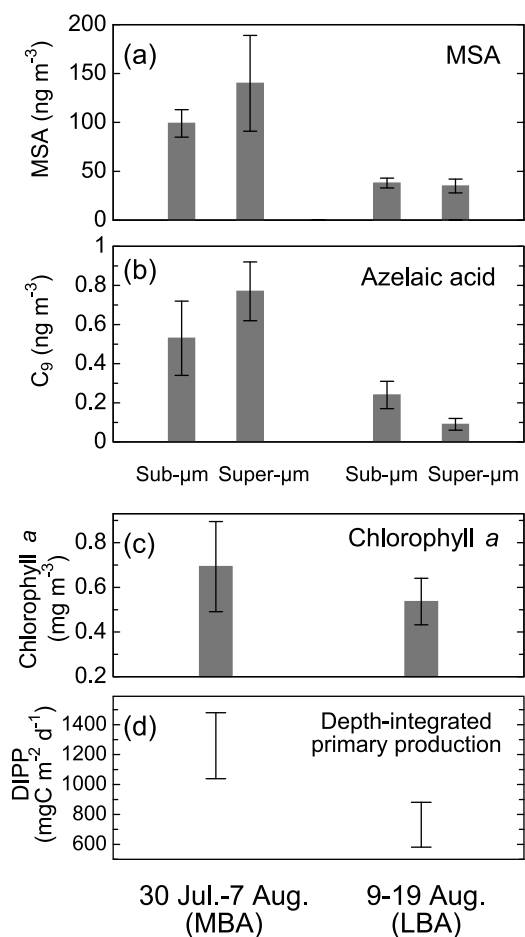 (a) MSA
MSA (ng m⁻³)
200
150
100
50
0
(b) Azelaic acid
C₉ (ng m⁻³)
1
0.8
0.6
0.4
0.2
0
Sub-μm Super-μm Sub-μm Super-μm
(c) Chlorophyll a
Chlorophyll a
(mg m⁻³)
0.8
0.6
0.4
0.2
(d) Depth-integrated
primary production
DIPP
(mgC m⁻² d⁻¹)
1400
1200
1000
800
600
30 Jul.-7 Aug. 9-19 Aug.
(MBA) (LBA)